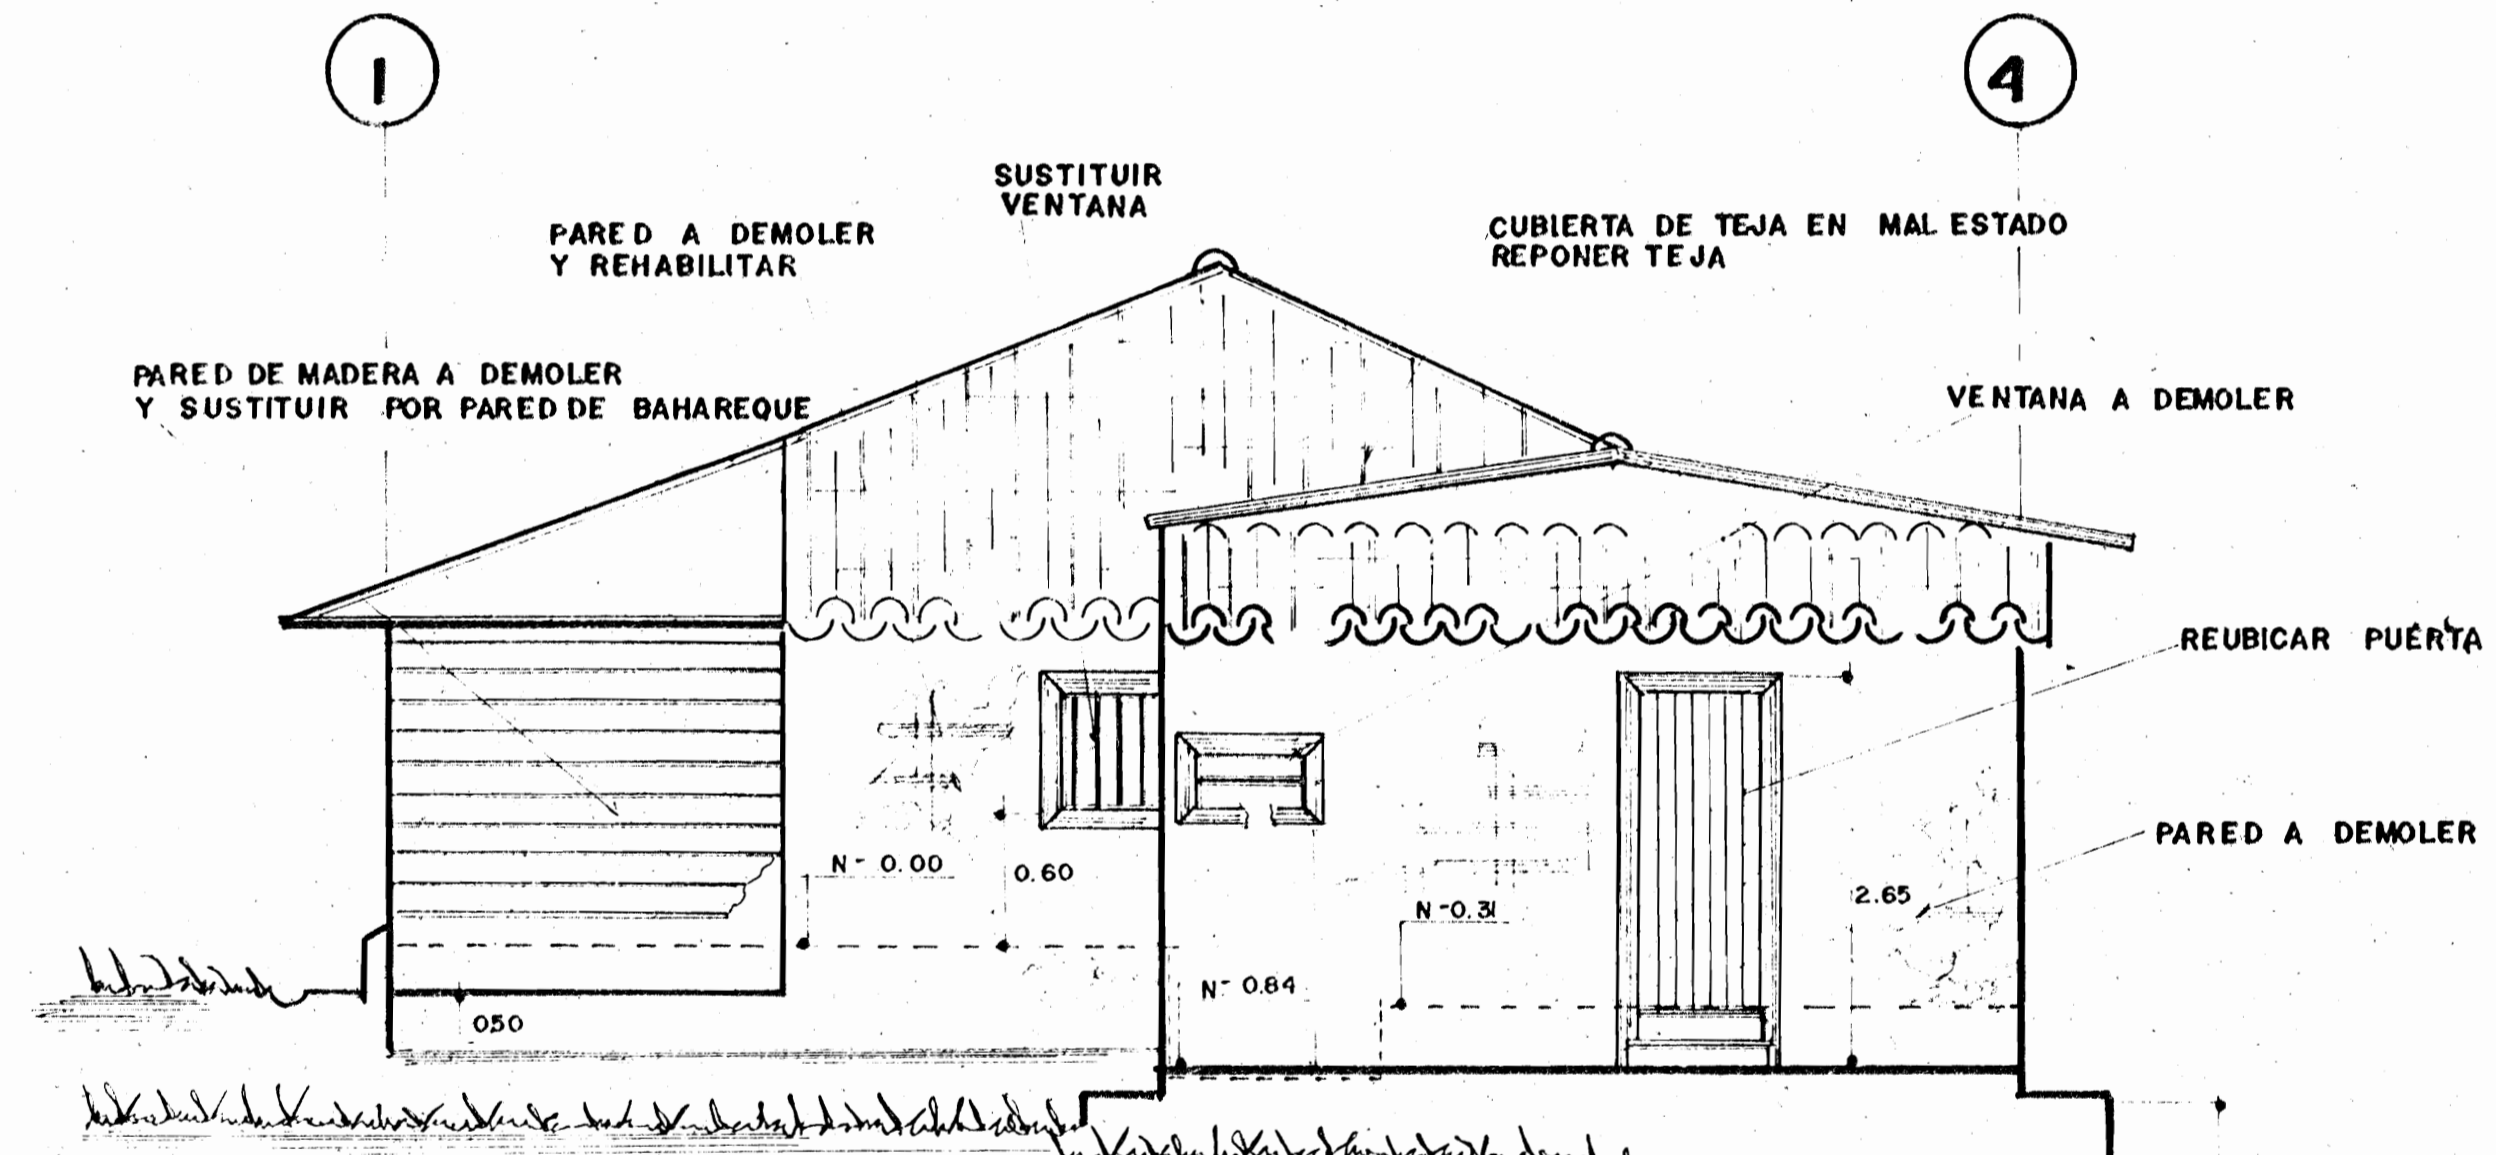 1
4
SUSTITUIR
VENTANA
PARED A DEMOLER
Y REHABILITAR
CUBIERTA DE TEJA EN MAL ESTADO
REPONER TEJA
PARED DE MADERA A DEMOLER
Y SUSTITUIR POR PARED DE BAHAREQUE
VENTANA A DEMOLER
REUBICAR PUERTA
PARED A DEMOLER
N- 0.00
0.60
2.65
N-0.31
N- 0.84
050